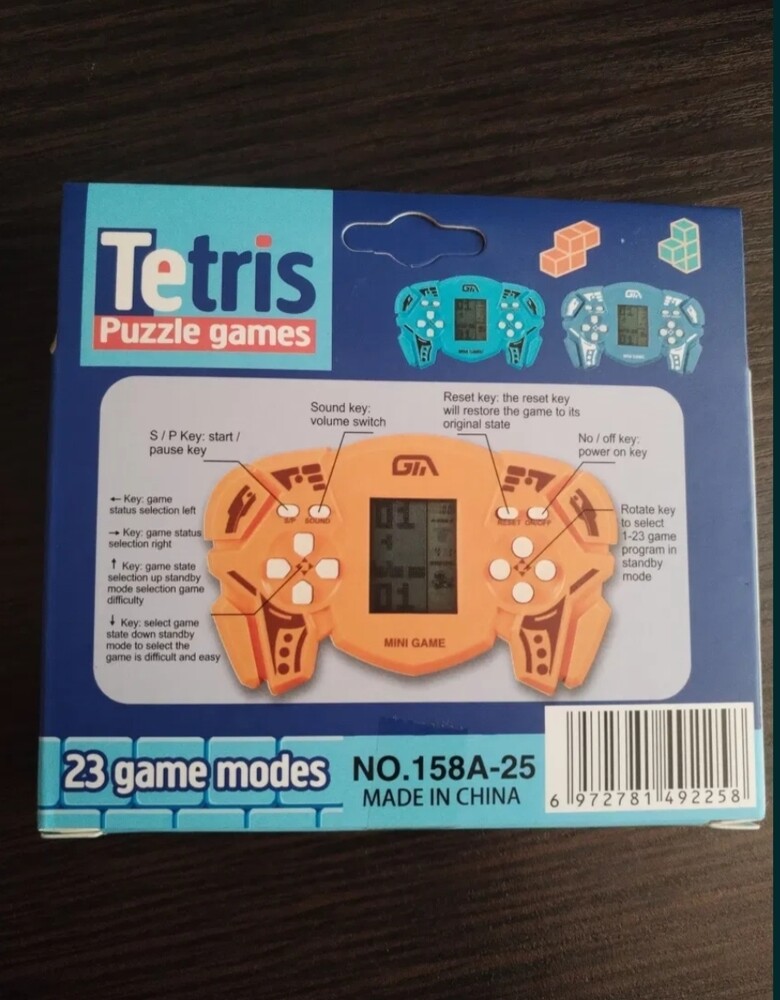 Tetris
Puzzle games
Sound key:
volume switch
Reset key: the reset key
will restore the game to its
original state
S / P Key: start /
pause key
No / off key:
power on key
← Key: game
status selection left
→ Key: game status
selection right
↑ Key: game state
selection up standby
mode selection game
difficulty
↓ Key: select game
state down standby
mode to select the
game is difficult and easy
Rotate key
to select
1-23 game
program in
standby
mode
S/P SOUND
RESET ON/OFF
MINI GAME
23 game modes
NO.158A-25
MADE IN CHINA
6 972781 492258